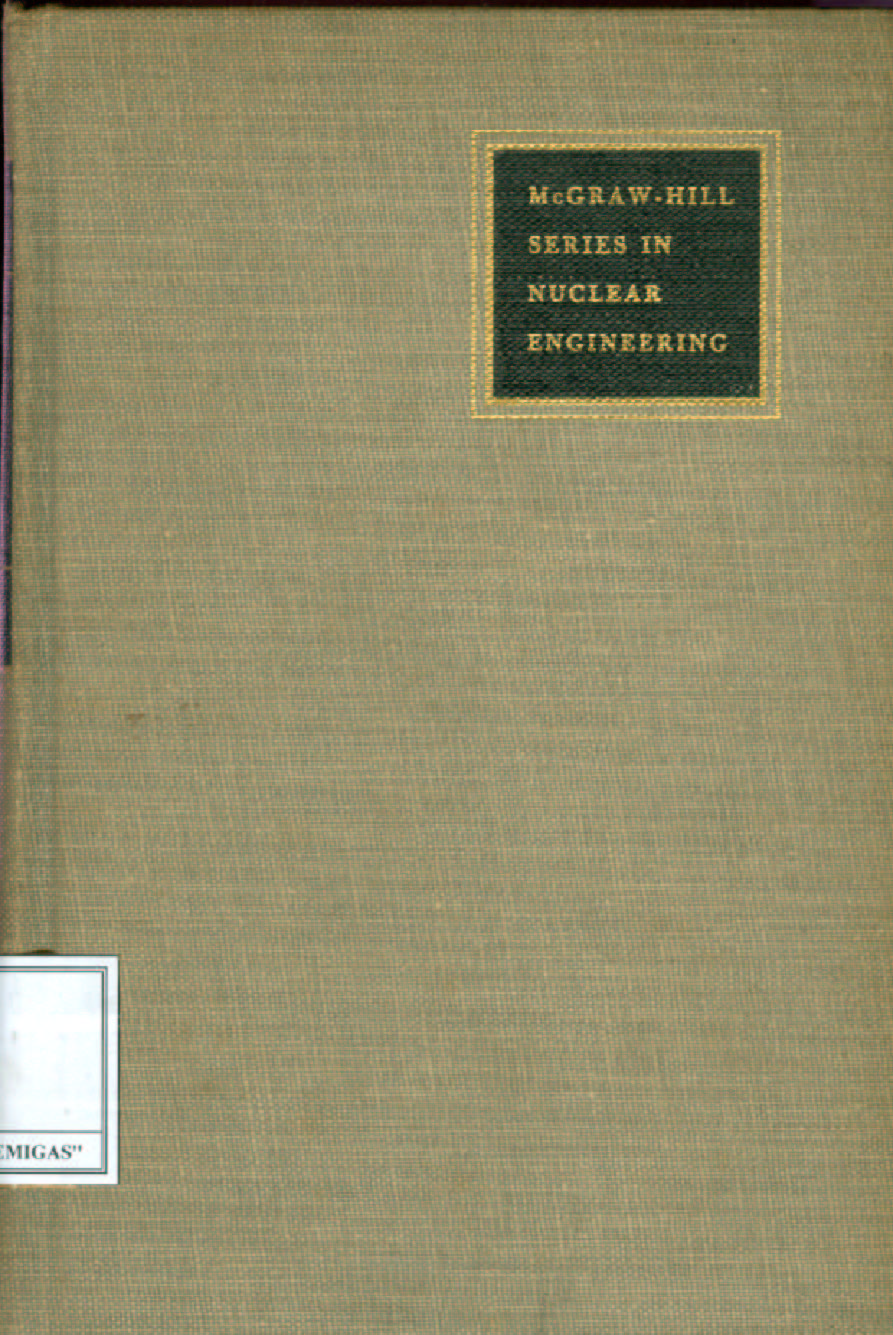 McGRAW-HILL
SERIES IN
NUCLEAR
ENGINEERING
EMIGAS"